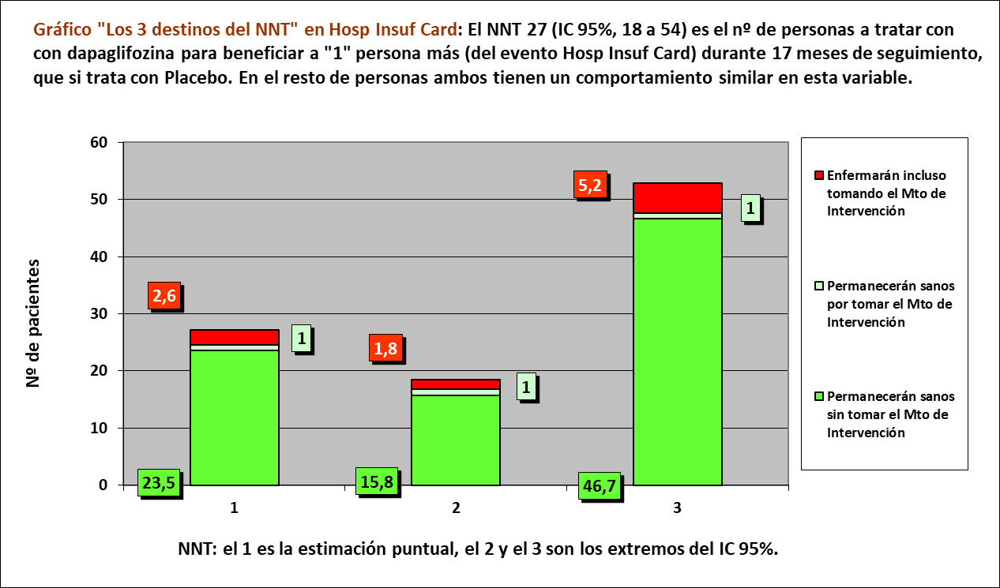 Gráfico "Los 3 destinos del NNT" en Hosp Insuf Card: El NNT 27 (IC 95%, 18 a 54) es el nº de personas a tratar con
con dapaglifozina para beneficiar a "1" persona más (del evento Hosp Insuf Card) durante 17 meses de seguimiento,
que si trata con Placebo. En el resto de personas ambos tienen un comportamiento similar en esta variable.
Nº de pacientes
60
50
40
30
20
10
0
2,6
1
23,5
1,8
1
15,8
5,2
1
46,7
1
2
3
NNT: el 1 es la estimación puntual, el 2 y el 3 son los extremos del IC 95%.
Enfermarán incluso
tomando el Mto de
Intervención
Permanecerán sanos
por tomar el Mto de
Intervención
Permanecerán sanos
sin tomar el Mto de
Intervención